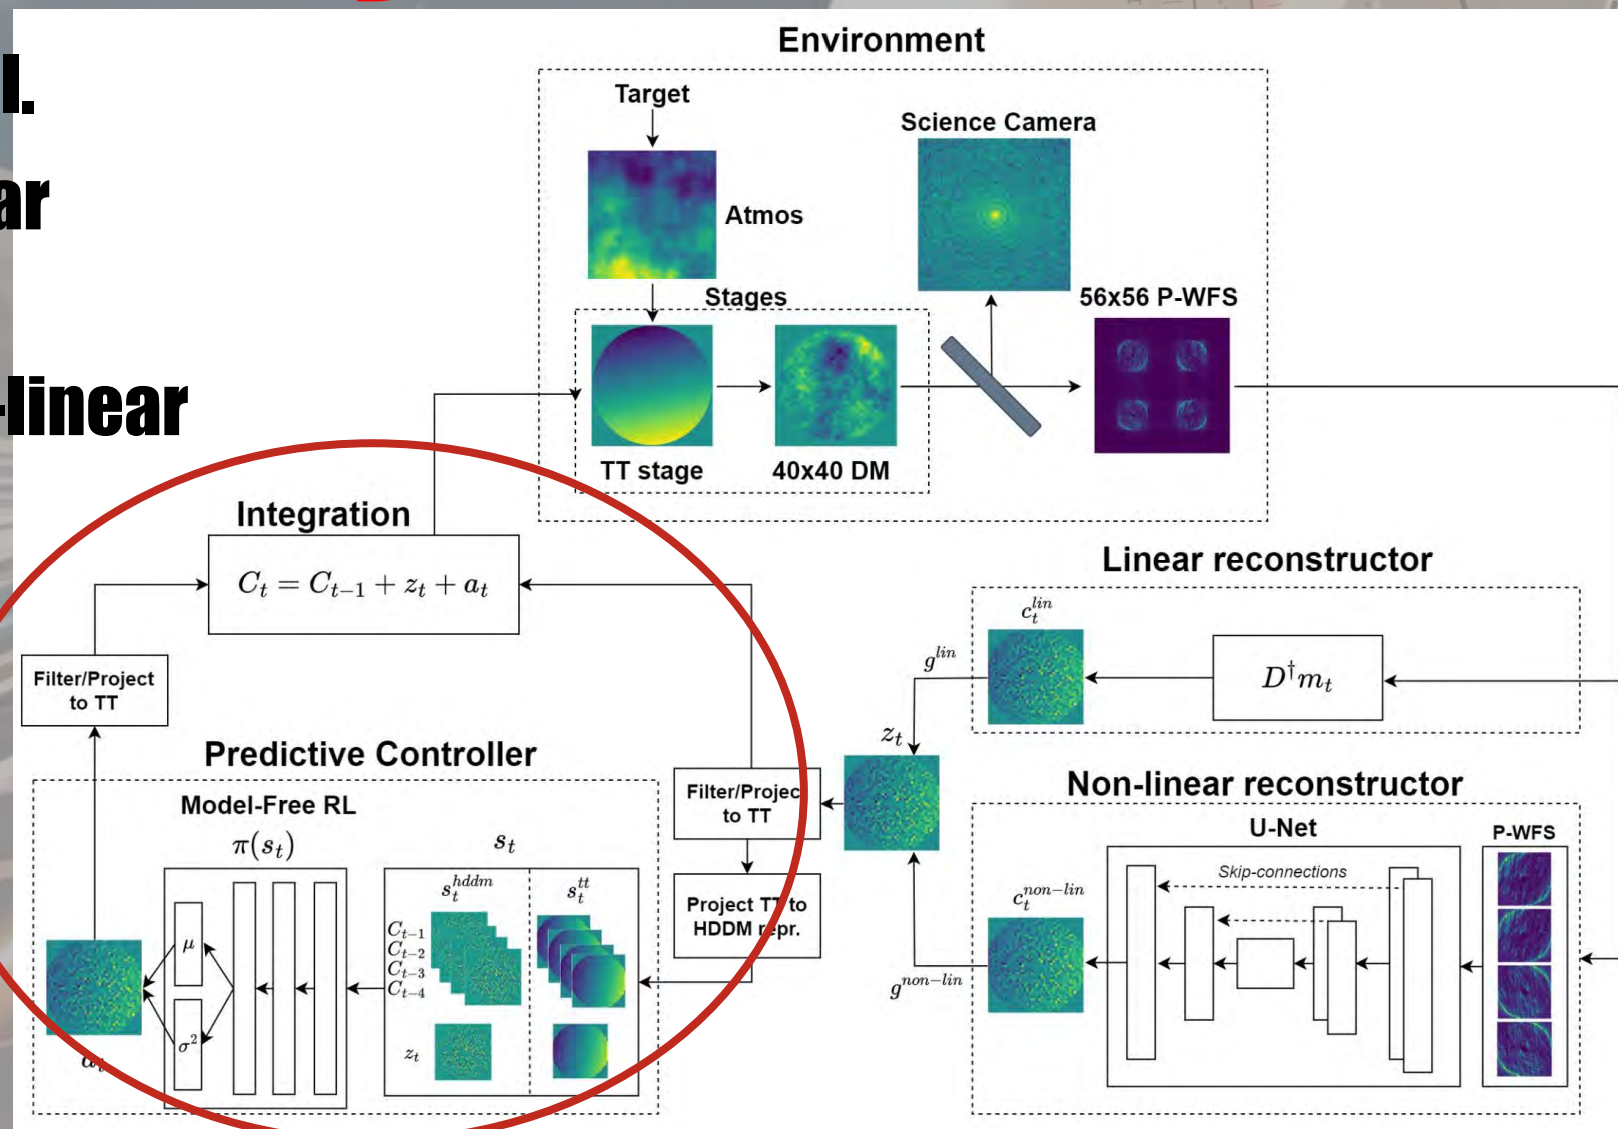 l.
ar
-linear
Environment
Target
Atmos
Science Camera
Stages
56x56 P-WFS
TT stage
40x40 DM
Integration
C_t = C_{t-1} + z_t + a_t
Filter/Project
to TT
Predictive Controller
Model-Free RL
π(s_t)
s_t
s_t^{hddm}
s_t^{tt}
C_{t-1}
C_{t-2}
C_{t-3}
C_{t-4}
μ
σ^2
z_t
a_t
Filter/Project
to TT
Project TT to
HDDM repr.
Linear reconstructor
c_t^{lin}
g^{lin}
D^†m_t
z_t
Non-linear reconstructor
U-Net
P-WFS
Skip-connections
c_t^{non-lin}
g^{non-lin}